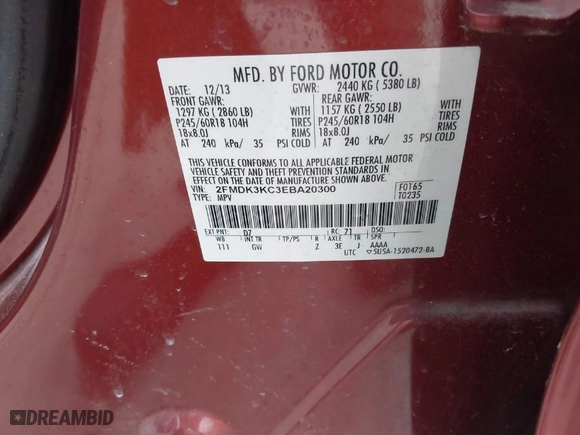 MFD. BY FORD MOTOR CO.
DATE: 12/13 GVWR: 2440 KG ( 5380 LB)
FRONT GAWR: REAR GAWR:
1297 KG ( 2860 LB) WITH 1157 KG ( 2550 LB) WITH
P245/60R18 104H TIRES P245/60R18 104H TIRES
18x8.0J RIMS 18x8.0J RIMS
AT 240 kPa/ 35 PSI COLD AT 240 kPa/ 35 PSI COLD
THIS VEHICLE CONFORMS TO ALL APPLICABLE FEDERAL MOTOR
VEHICLE SAFETY AND THEFT PREVENTION STANDARDS IN
EFFECT ON THE DATE OF MANUFACTURE SHOWN ABOVE.
VIN: 2FMDK3KC3EBA20300 F0165
TYPE: MPV T0235
EXT PNT: D7 RC: 71 DSO:
WB INT TR TP/PS R AXLE TR SPR
111 GW Z 3E J AAAA
UTC ▽5USA-1520472-BA
DREAMBID